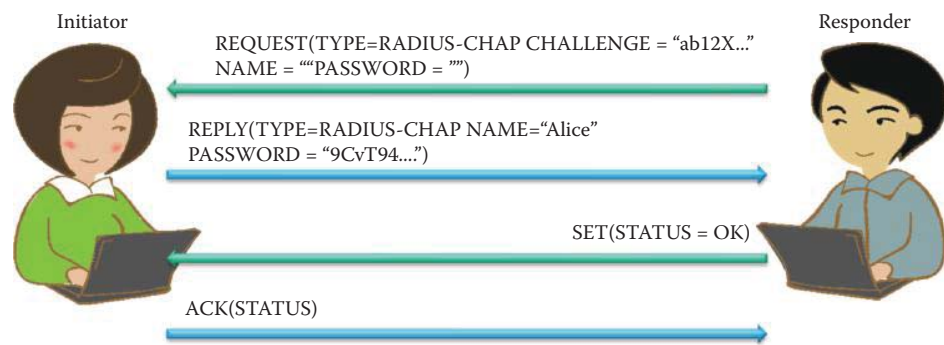 Initiator
Responder
REQUEST(TYPE=RADIUS-CHAP CHALLENGE = “ab12X...”
NAME = ““PASSWORD = ””)
REPLY(TYPE=RADIUS-CHAP NAME=“Alice”
PASSWORD = “9CvT94....”)
SET(STATUS = OK)
ACK(STATUS)